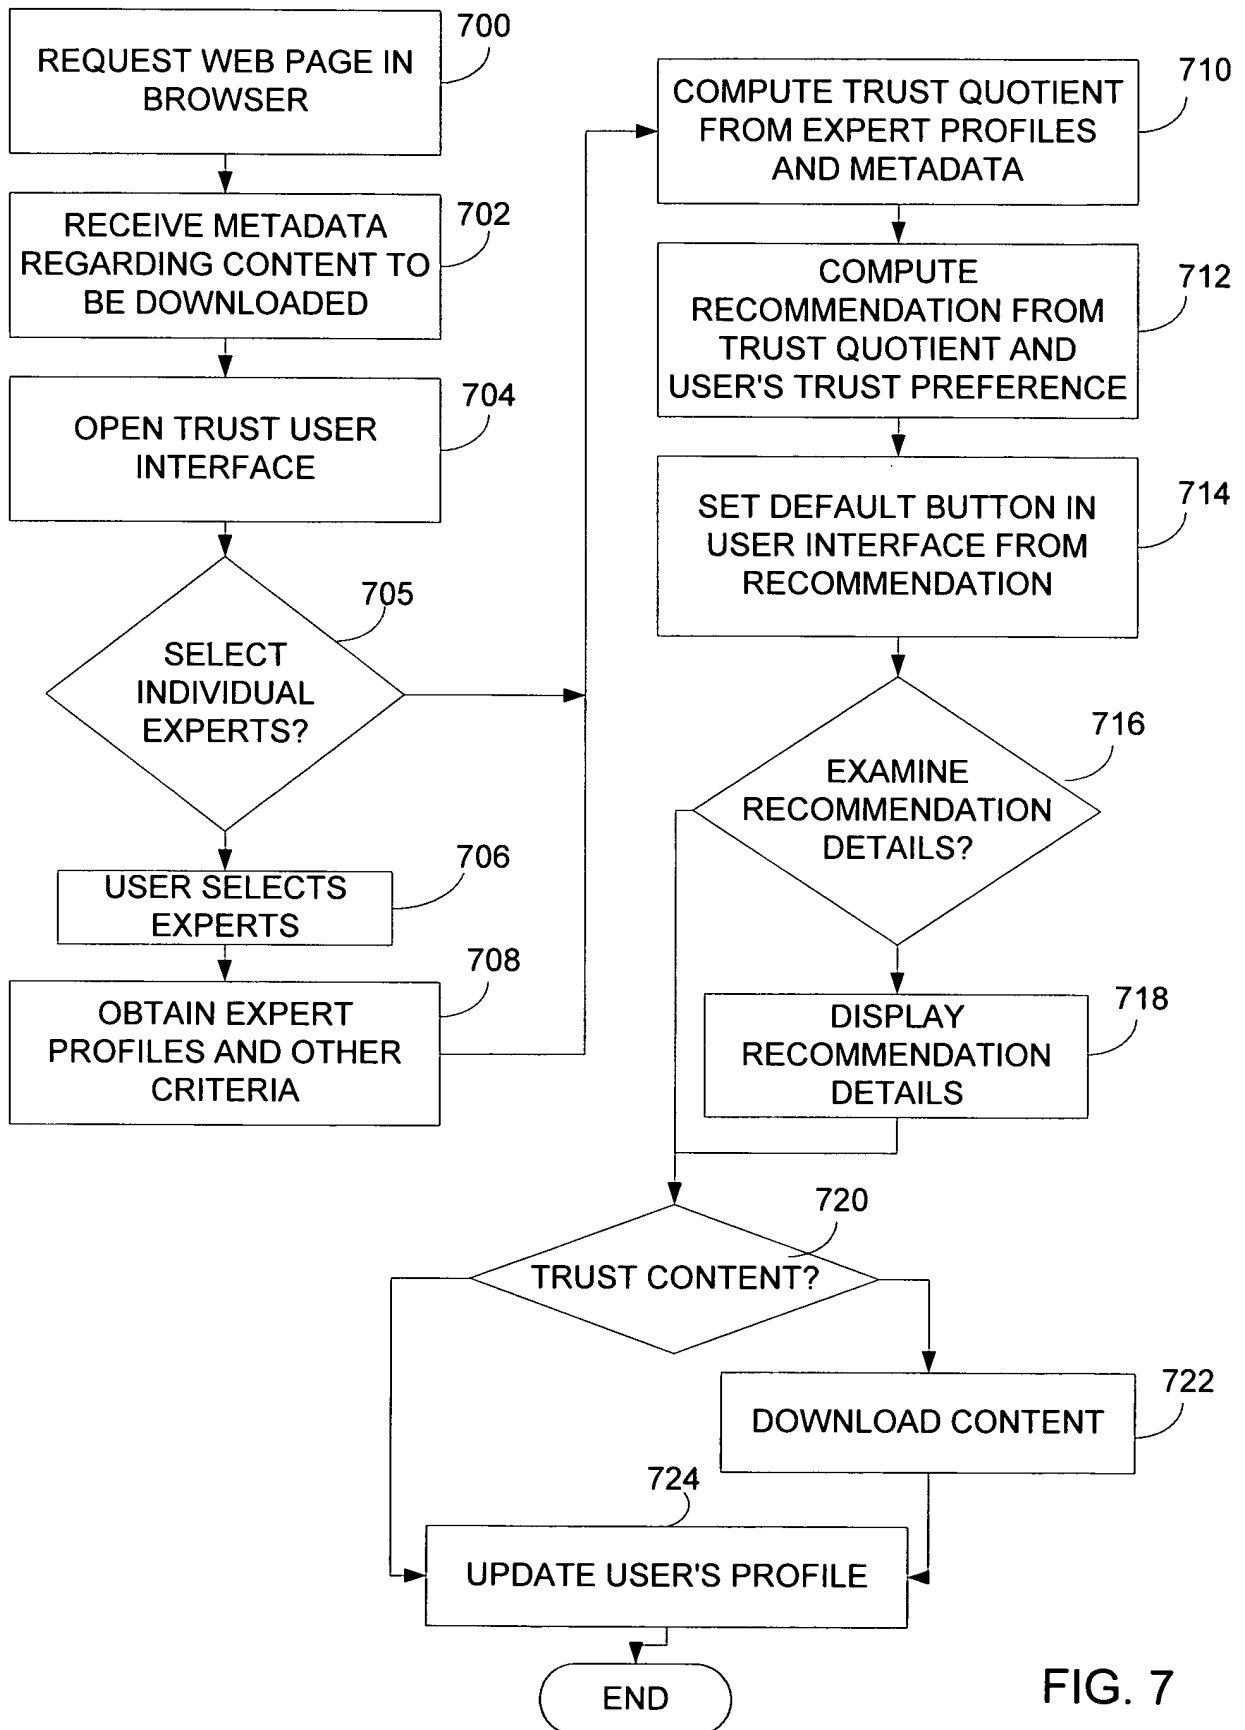 700
REQUEST WEB PAGE IN
BROWSER
702
RECEIVE METADATA
REGARDING CONTENT TO
BE DOWNLOADED
704
OPEN TRUST USER
INTERFACE
705
SELECT
INDIVIDUAL
EXPERTS?
706
USER SELECTS
EXPERTS
708
OBTAIN EXPERT
PROFILES AND OTHER
CRITERIA
710
COMPUTE TRUST QUOTIENT
FROM EXPERT PROFILES
AND METADATA
712
COMPUTE
RECOMMENDATION FROM
TRUST QUOTIENT AND
USER'S TRUST PREFERENCE
714
SET DEFAULT BUTTON IN
USER INTERFACE FROM
RECOMMENDATION
716
EXAMINE
RECOMMENDATION
DETAILS?
718
DISPLAY
RECOMMENDATION
DETAILS
720
TRUST CONTENT?
722
DOWNLOAD CONTENT
724
UPDATE USER'S PROFILE
END
FIG. 7